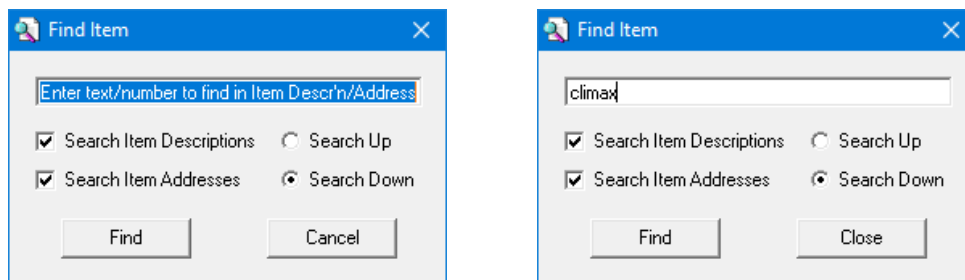 Find Item
Enter text/number to find in Item Descr'n/Address
Search Item Descriptions Search Up
Search Item Addresses Search Down
Find Cancel
Find Item
climax
Search Item Descriptions Search Up
Search Item Addresses Search Down
Find Close